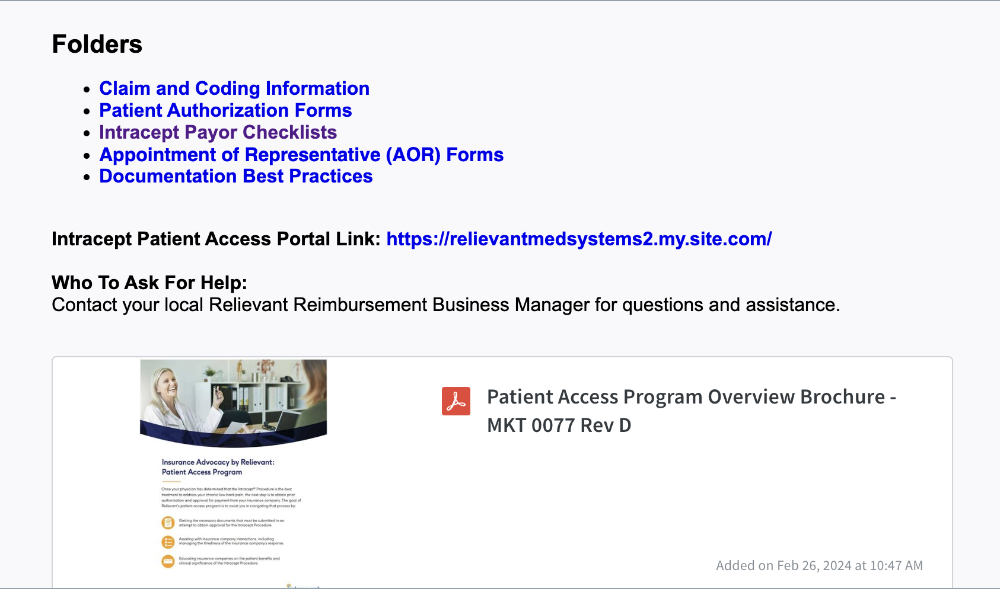 Folders
Claim and Coding Information
Patient Authorization Forms
Intracept Payor Checklists
Appointment of Representative (AOR) Forms
Documentation Best Practices
Intracept Patient Access Portal Link: https://relievantmedsystems2.my.site.com/
Who To Ask For Help:
Contact your local Relievant Reimbursement Business Manager for questions and assistance.
Patient Access Program Overview Brochure -
MKT 0077 Rev D
Insurance Advocacy by Relievant:
Patient Access Program
Once your physician has determined that the Intracept® Procedure is the best
treatment to address your chronic low back pain, the next step is to obtain prior
authorization and approval for payment from your insurance company. The goal of
Relievant's patient access program is to assist you in navigating that process by:
Getting the necessary documents that must be submitted in an
attempt to obtain approval for the Intracept Procedure.
Assisting with insurance company interactions, including
managing the timeliness of the insurance company's response.
Educating insurance companies on the patient benefits and
clinical significance of the Intracept Procedure.
Added on Feb 26, 2024 at 10:47 AM